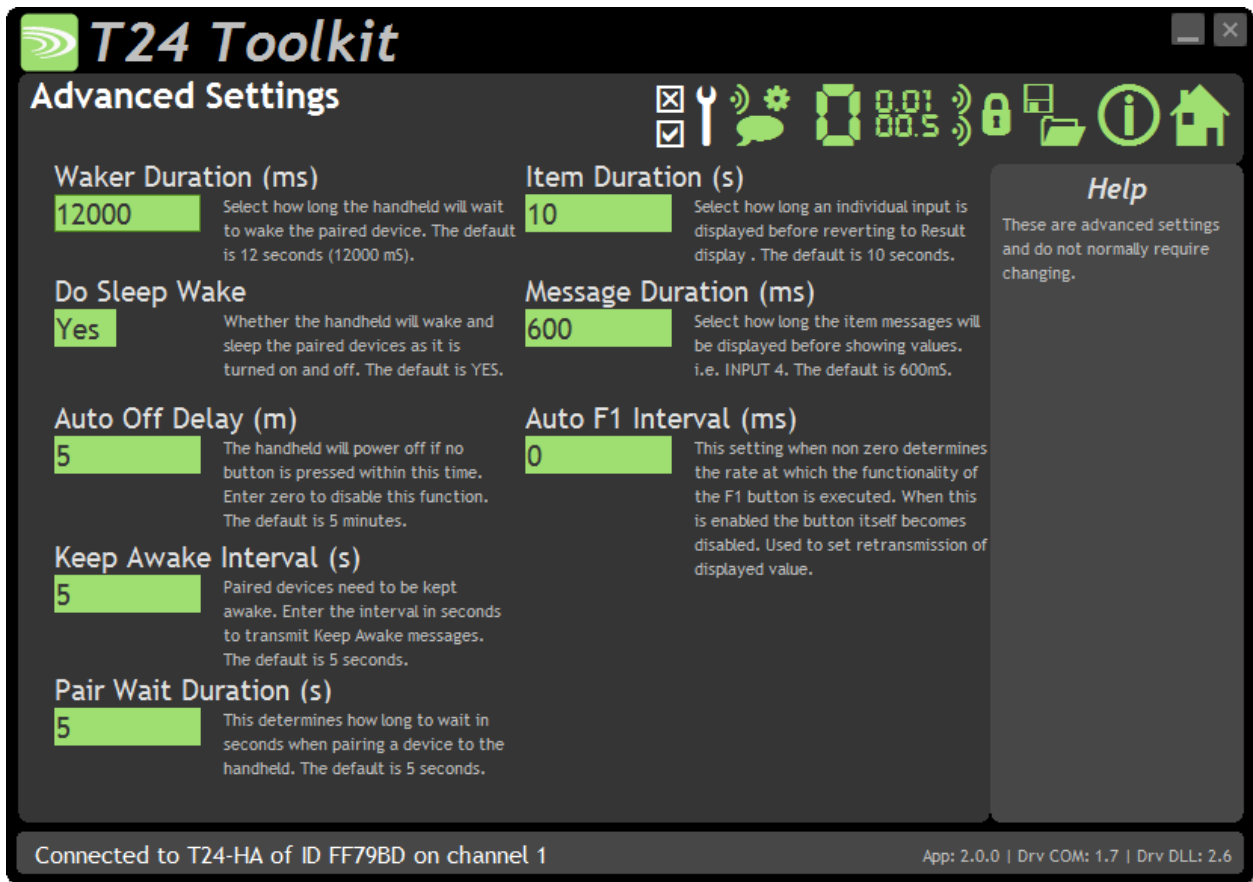 T24 Toolkit
Advanced Settings
0.01
00.5
Waker Duration (ms)
12000
Select how long the handheld will wait
to wake the paired device. The default
is 12 seconds (12000 mS).
Do Sleep Wake
Yes
Whether the handheld will wake and
sleep the paired devices as it is
turned on and off. The default is YES.
Auto Off Delay (m)
5
The handheld will power off if no
button is pressed within this time.
Enter zero to disable this function.
The default is 5 minutes.
Keep Awake Interval (s)
5
Paired devices need to be kept
awake. Enter the interval in seconds
to transmit Keep Awake messages.
The default is 5 seconds.
Pair Wait Duration (s)
5
This determines how long to wait in
seconds when pairing a device to the
handheld. The default is 5 seconds.
Item Duration (s)
10
Select how long an individual input is
displayed before reverting to Result
display . The default is 10 seconds.
Message Duration (ms)
600
Select how long the item messages will
be displayed before showing values.
i.e. INPUT 4. The default is 600mS.
Auto F1 Interval (ms)
0
This setting when non zero determines
the rate at which the functionality of
the F1 button is executed. When this
is enabled the button itself becomes
disabled. Used to set retransmission of
displayed value.
Help
These are advanced settings
and do not normally require
changing.
Connected to T24-HA of ID FF79BD on channel 1
App: 2.0.0 | Drv COM: 1.7 | Drv DLL: 2.6